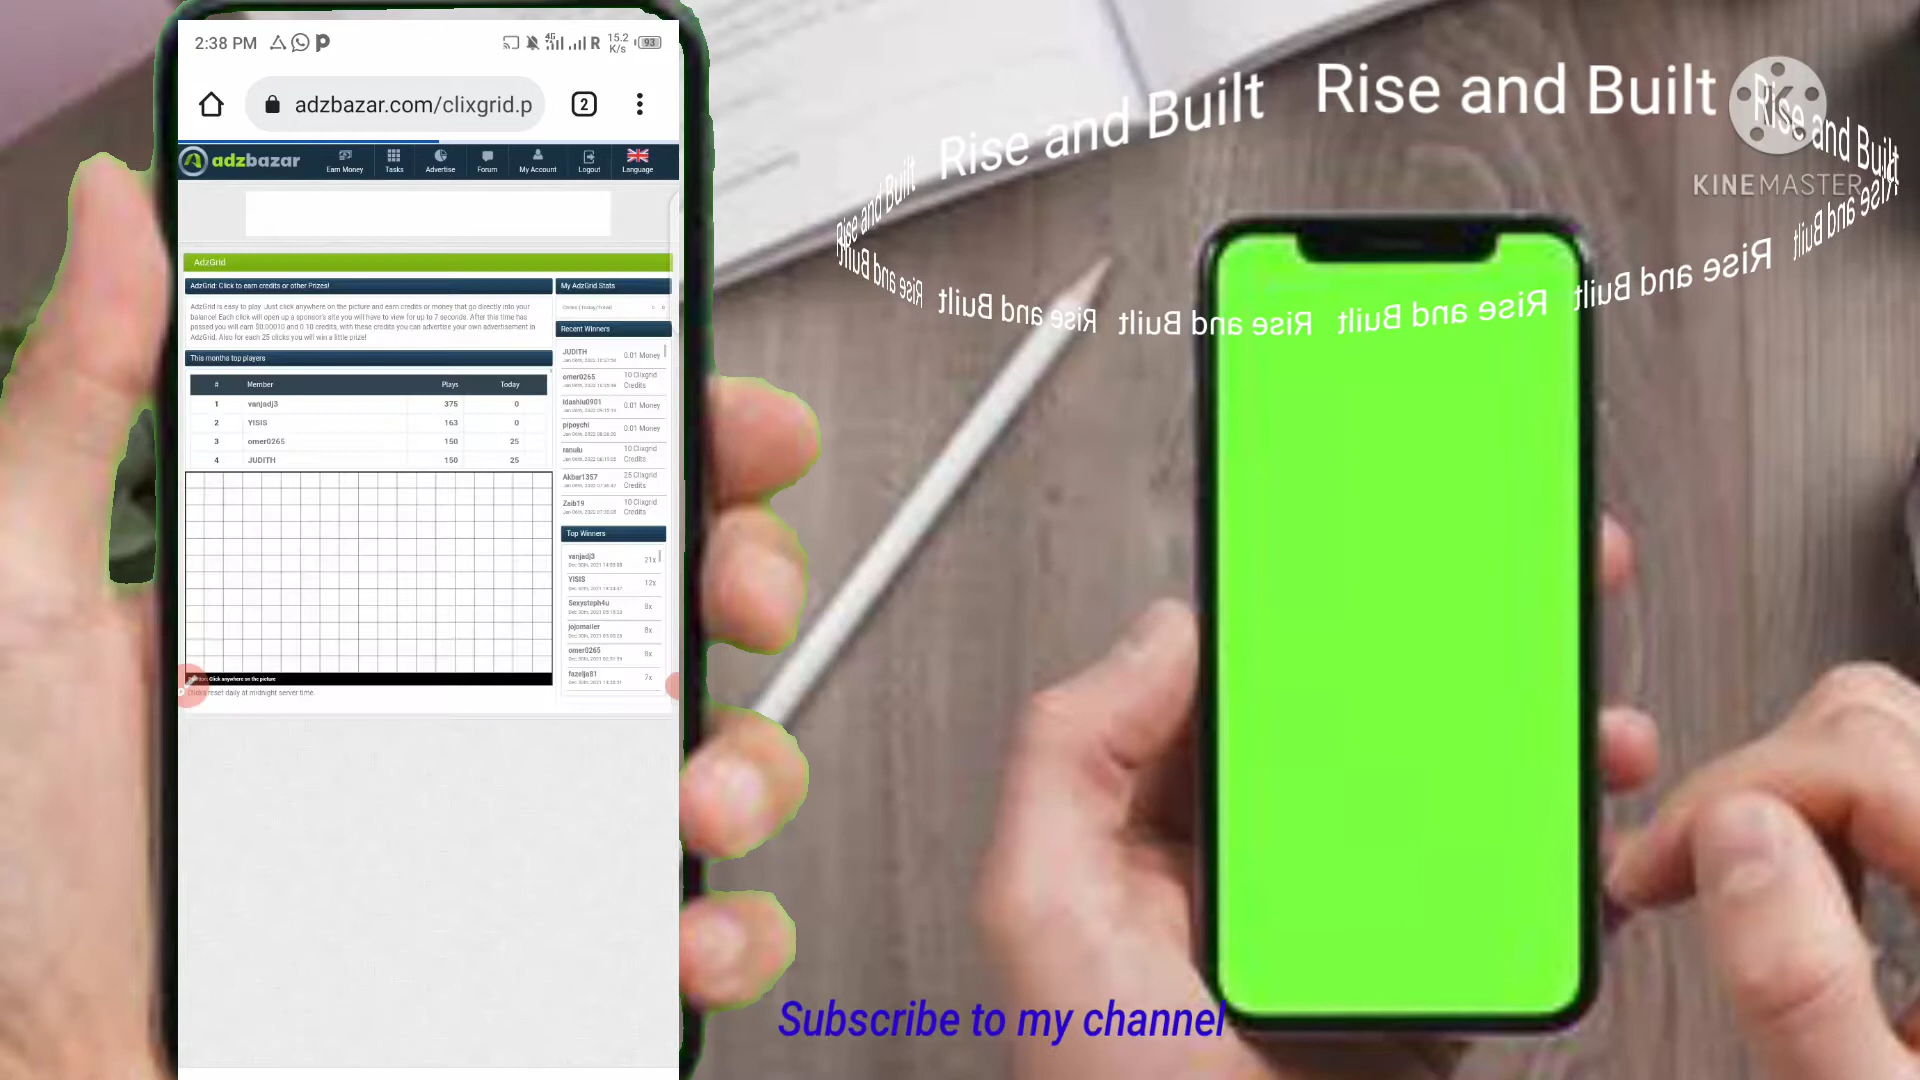 2:38 PM
4G
R
15.2 K/s
93
adzbazar.com/clixgrid.p
2
adzbazar
Earn Money
Tasks
Advertise
Forum
My Account
Logout
Language
AdzGrid
AdzGrid: Click to earn credits or other Prizes!
AdzGrid is easy to play. Just click anywhere on the picture and earn credits or money that go directly into your
balance! Each click will open up a sponsor's site you will have to view for up to 7 seconds. After this time has
passed you will earn $0.00010 and 0.10 credits, with these credits you can advertise your own advertisement in
AdzGrid. Also for each 25 clicks you will win a little prize!
This months top players
# Member Plays Today
1 vanjadj3 375 0
2 YISIS 163 0
3 omer0265 150 25
4 JUDITH 150 25
Click anywhere on the picture
Clicks reset daily at midnight server time.
My AdzGrid Stats
Recent Winners
JUDITH 0.01 Money
omer0265 10 Clixgrid Credits
0.01 Money
pipoychi 0.01 Money
10 Clixgrid Credits
Akbar1357 25 Clixgrid Credits
Zaib19 10 Clixgrid Credits
Top Winners
vanjadj3 21x
YISIS 12x
Sexysteph4u 8x
jojomailer 8x
omer0265
fazelja81 7x
Rise and Built
Rise and Built
Rise and Built
Rise and Built
Rise and Built
Rise and Built
Rise and Built
Rise and Built
Rise and Built
Rise and Built
Rise and Built
KINEMASTER
Subscribe to my channel